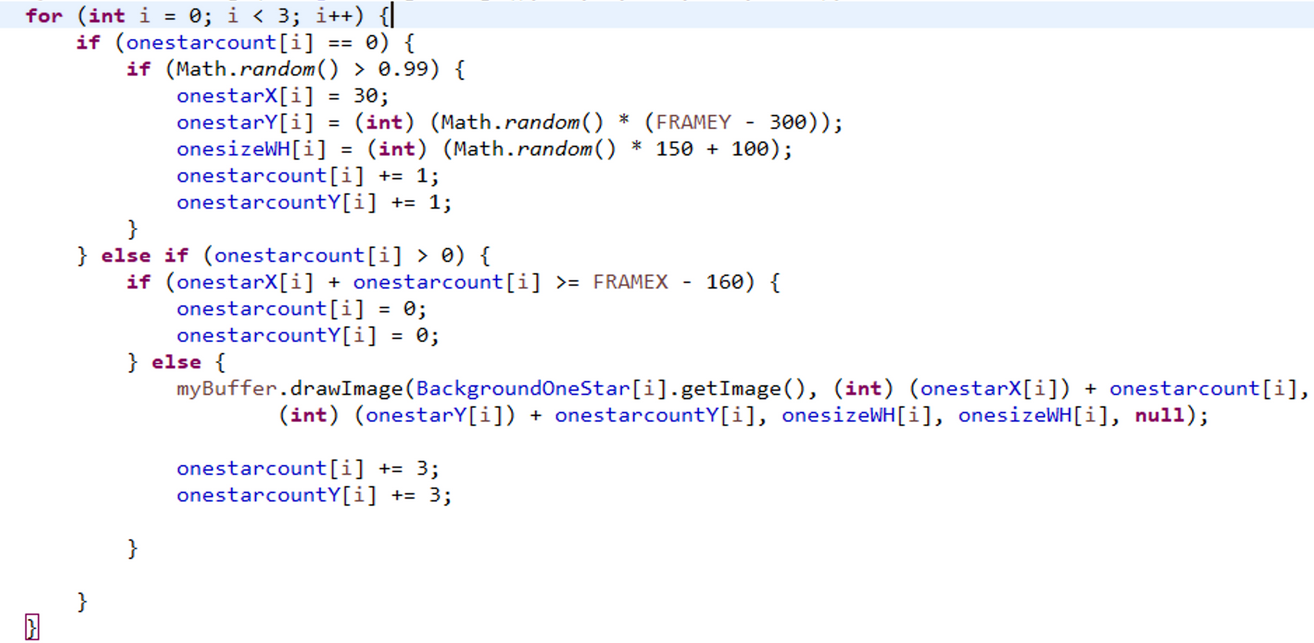 for (int i = 0; i < 3; i++) {
    if (onestarcount[i] == 0) {
        if (Math.random() > 0.99) {
            onestarX[i] = 30;
            onestarY[i] = (int) (Math.random() * (FRAMEY - 300));
            onesizeWH[i] = (int) (Math.random() * 150 + 100);
            onestarcount[i] += 1;
            onestarcountY[i] += 1;
        }
    } else if (onestarcount[i] > 0) {
        if (onestarX[i] + onestarcount[i] >= FRAMEX - 160) {
            onestarcount[i] = 0;
            onestarcountY[i] = 0;
        } else {
            myBuffer.drawImage(BackgroundOneStar[i].getImage(), (int) (onestarX[i]) + onestarcount[i],
                    (int) (onestarY[i]) + onestarcountY[i], onesizeWH[i], onesizeWH[i], null);
            onestarcount[i] += 3;
            onestarcountY[i] += 3;
        }
    }
}